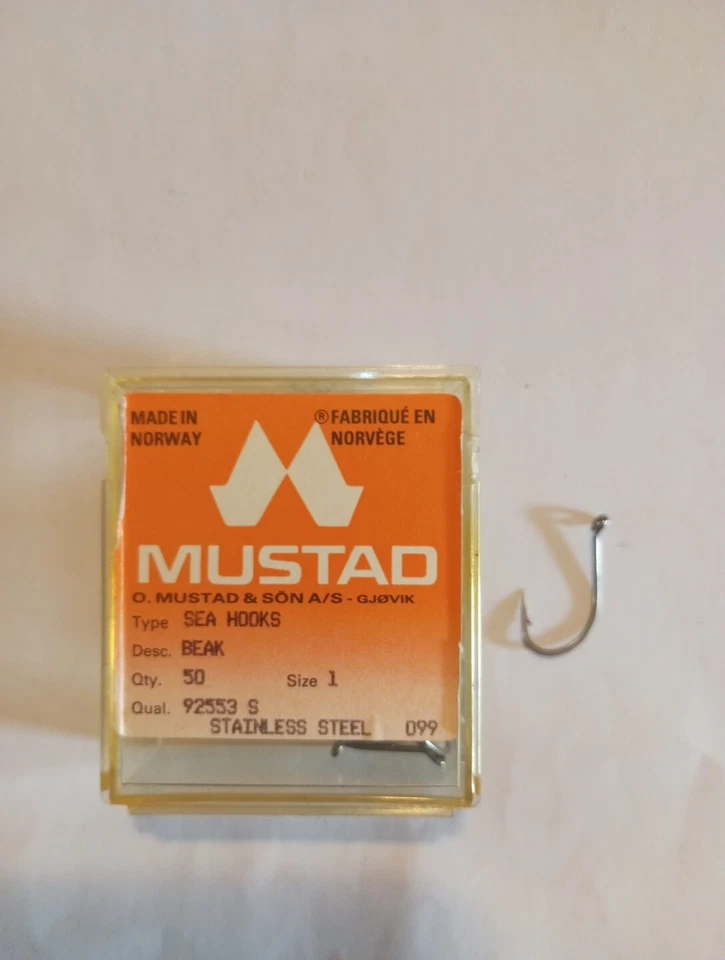 MADE IN
NORWAY
® FABRIQUÉ EN
NORVÈGE
MUSTAD
O. MUSTAD & SÖN A/S - GJØVIK
Type SEA HOOKS
Desc. BEAK
Qty. 50 Size 1
Qual. 92553 S
STAINLESS STEEL 099